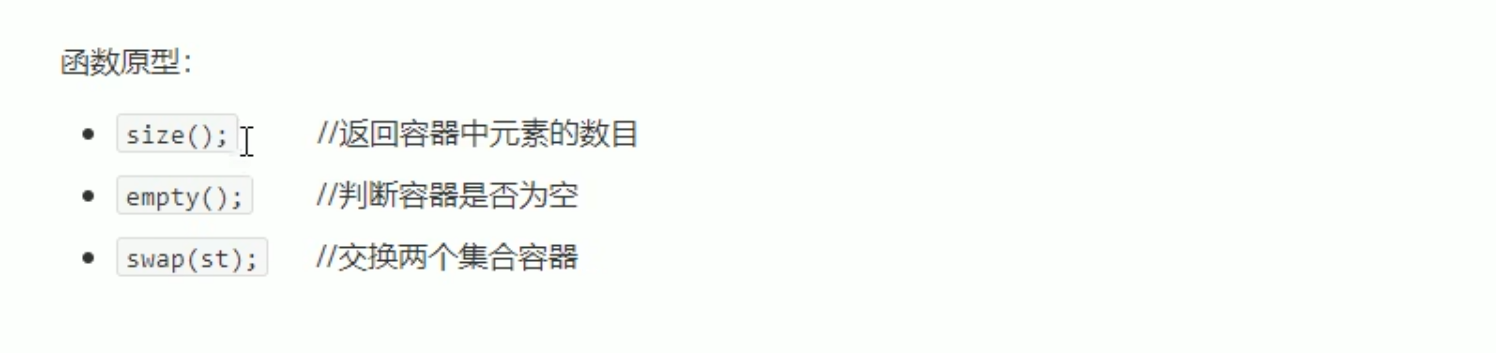 函数原型：
size(); //返回容器中元素的数目
empty(); //判断容器是否为空
swap(st); //交换两个集合容器